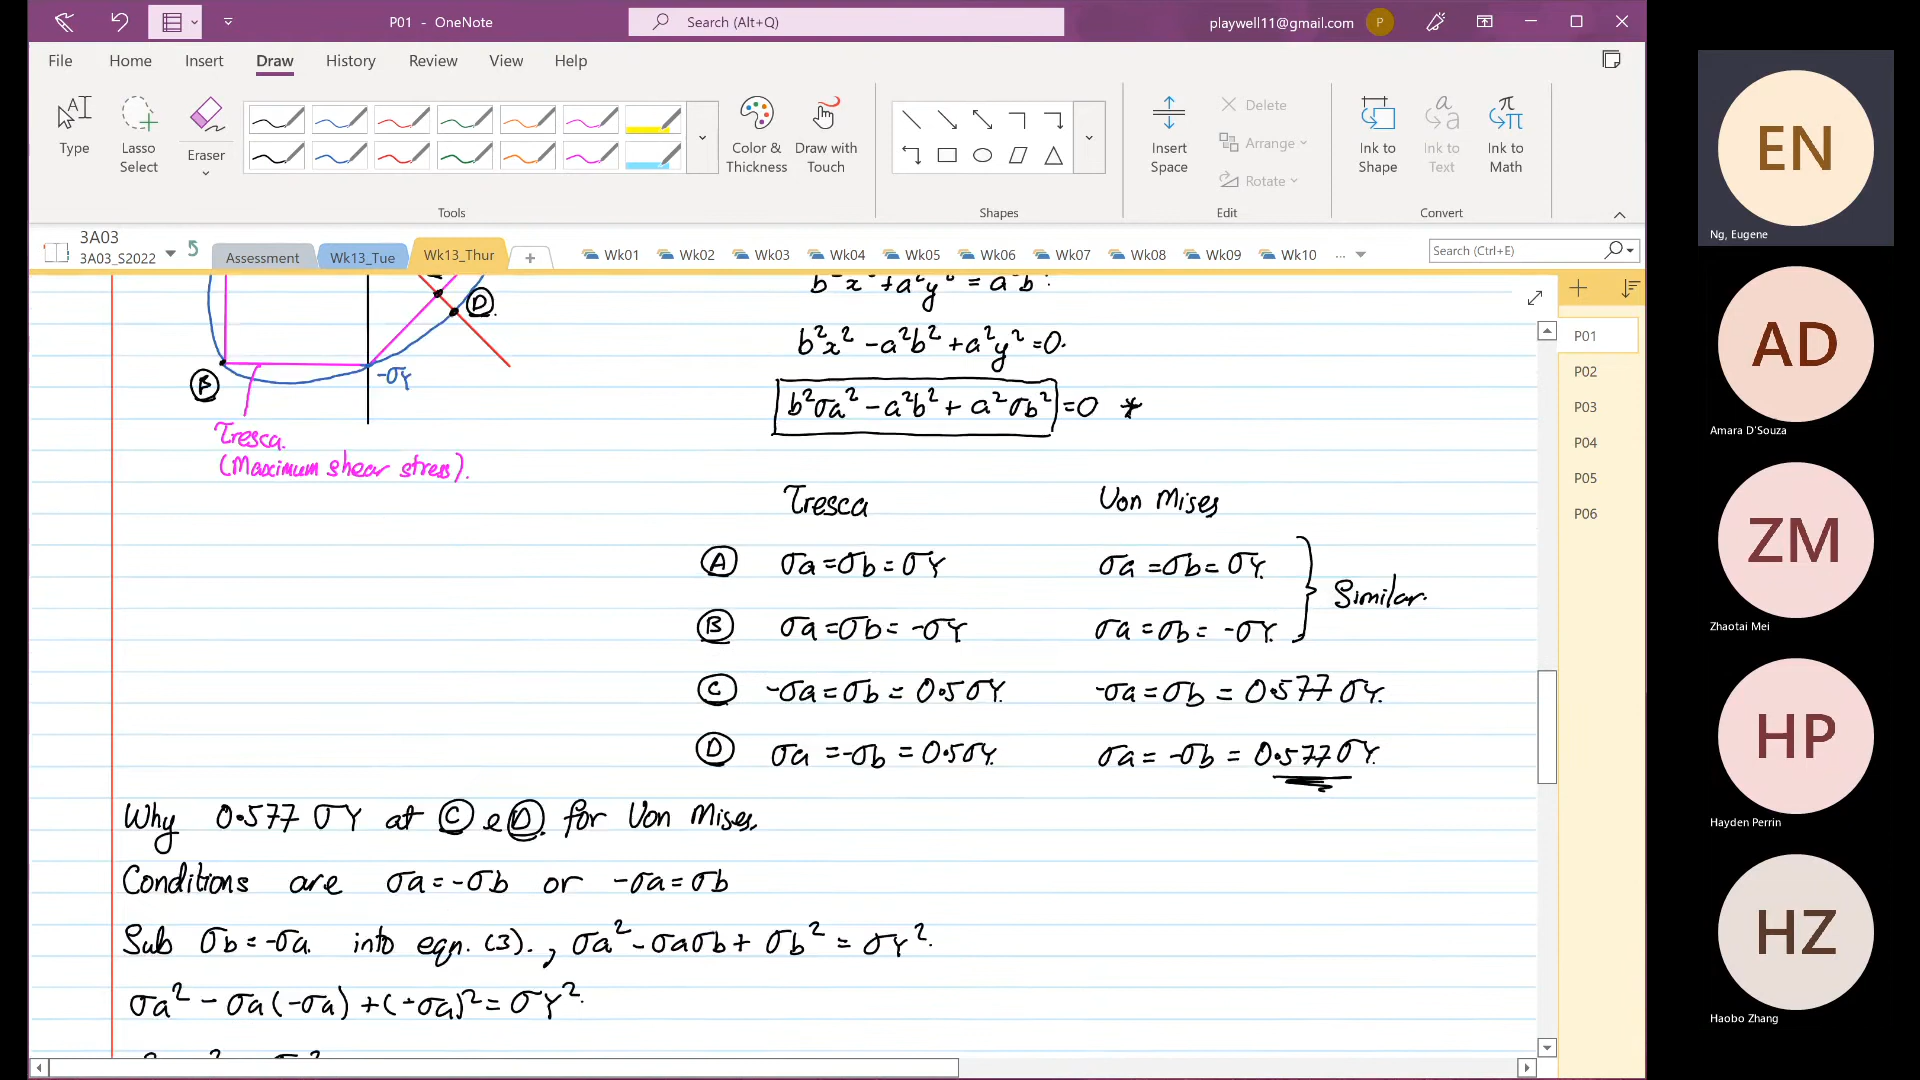 P01 - OneNote
Search (Alt+Q)
playwell11@gmail.com
P
File Home Insert Draw History Review View Help
Type
Lasso Select
Eraser
Color & Thickness
Draw with Touch
Insert Space
Delete
Arrange
Rotate
Ink to Shape
Ink to Text
Ink to Math
Tools
Shapes
Edit
Convert
3A03
3A03_S2022
Assessment
Wk13_Tue
Wk13_Thur
Wk01 Wk02 Wk03 Wk04 Wk05 Wk06 Wk07 Wk08 Wk09 Wk10 ...
Search (Ctrl+E)
P01
P02
P03
P04
P05
P06
D.
B
-σY
Tresca.
(Maximum shear stress).
b²x² + a²y² = a²b².
b²x² - a²b² + a²y² = 0.
b²σa² - a²b² + a²σb² = 0 *
Tresca Von Mises
A σa = σb = σY σa = σb = σY.
Similar.
B σa = σb = -σY σa = σb = -σY.
C -σa = σb = 0.5σY. -σa = σb = 0.577σY.
D σa = -σb = 0.5σY. σa = -σb = 0.577σY.
Why 0.577 σY at C & D. for Von Mises.
Conditions are σa = -σb or -σa = σb
Sub σb = -σa. into eqn. (3)., σa² - σaσb + σb² = σY².
σa² - σa(-σa) + (-σa)² = σY².
EN
Ng, Eugene
AD
Amara D'Souza
ZM
Zhaotai Mei
HP
Hayden Perrin
HZ
Haobo Zhang